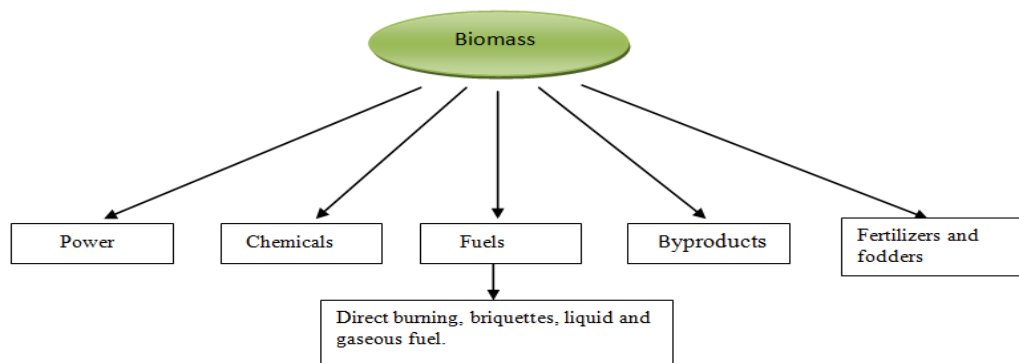 Biomass
Power
Chemicals
Fuels
Byproducts
Fertilizers and
fodders
Direct burning, briquettes, liquid and
gaseous fuel.